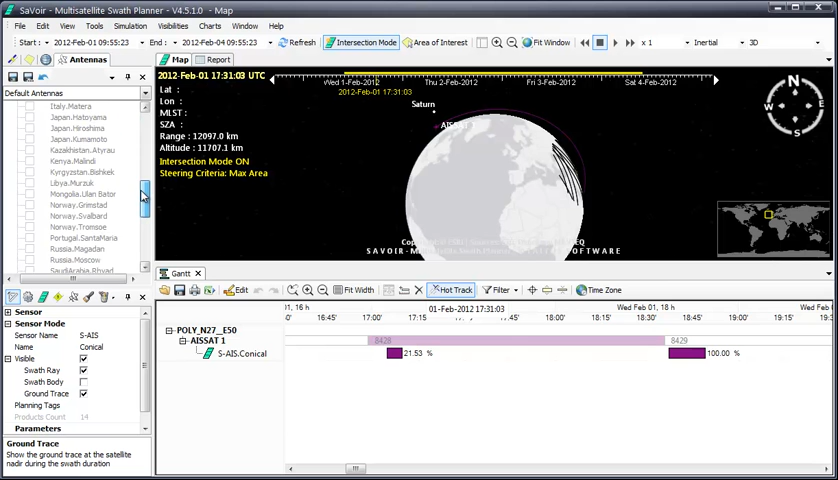 SaVoir - Multisatellite Swath Planner - V4.5.1.0 - Map
File Edit View Tools Simulation Visibilities Charts Window Help
Start : 2012-Feb-01 09:55:23 End : 2012-Feb-04 09:55:23 Refresh Intersection Mode Area of Interest Fit Window x 1 Inertial 3D
Antennas
Default Antennas
Italy.Matera
Japan.Hatoyama
Japan.Hiroshima
Japan.Kumamoto
Kazakhistan.Atyrau
Kenya.Malindi
Kyrgyzstan.Bishkek
Libya.Murzuk
Mongolia.Ulan Bator
Norway.Grimstad
Norway.Svalbard
Norway.Tromsoe
Portugal.SantaMaria
Russia.Magadan
Russia.Moscow
SaudiArabia.Riyad
Map Report
2012-Feb-01 17:31:03 UTC
Lat :
Lon :
MLST :
SZA :
Range : 12097.0 km
Altitude : 11707.1 km
Intersection Mode ON
Steering Criteria: Max Area
Wed 1-Feb-2012 Thu 2-Feb-2012 Fri 3-Feb-2012 Sat 4-Feb-2012
2012-Feb-01 17:31:03
Saturn
N
E
S
W
Sensor
Sensor Mode
Sensor Name S-AIS
Name Conical
Visible
Swath Ray
Swath Body
Ground Trace
Planning Tags
Products Count 14
Parameters
Ground Trace
Show the ground trace at the satellite nadir during the swath duration
Gantt
Edit Fit Width Hot Track Filter Time Zone
01, 16 h 01-Feb-2012 17:31:03 Wed Feb 01, 18 h Wed Feb 0
30' 16:45' 17:00' 17:15' 17:45' 18:00' 18:15' 18:30' 18:45' 19:00' 19:15' 19:3
POLY_N27__E50
AISSAT 1
8428 8429
S-AIS.Conical
21.53 % 100.00 %